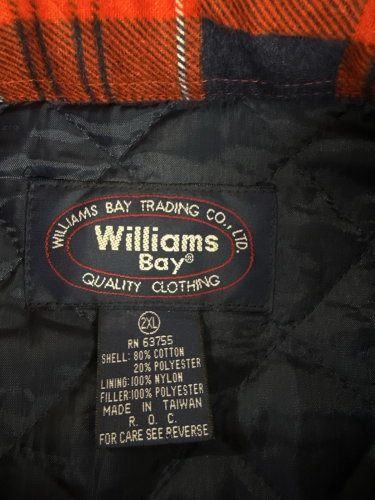 WILLIAMS BAY TRADING CO., LTD.
Williams
Bay®
QUALITY CLOTHING
2XL
RN 63755
SHELL: 80% COTTON
20% POLYESTER
LINING: 100% NYLON
FILLER: 100% POLYESTER
MADE IN TAIWAN
R. O. C.
FOR CARE SEE REVERSE